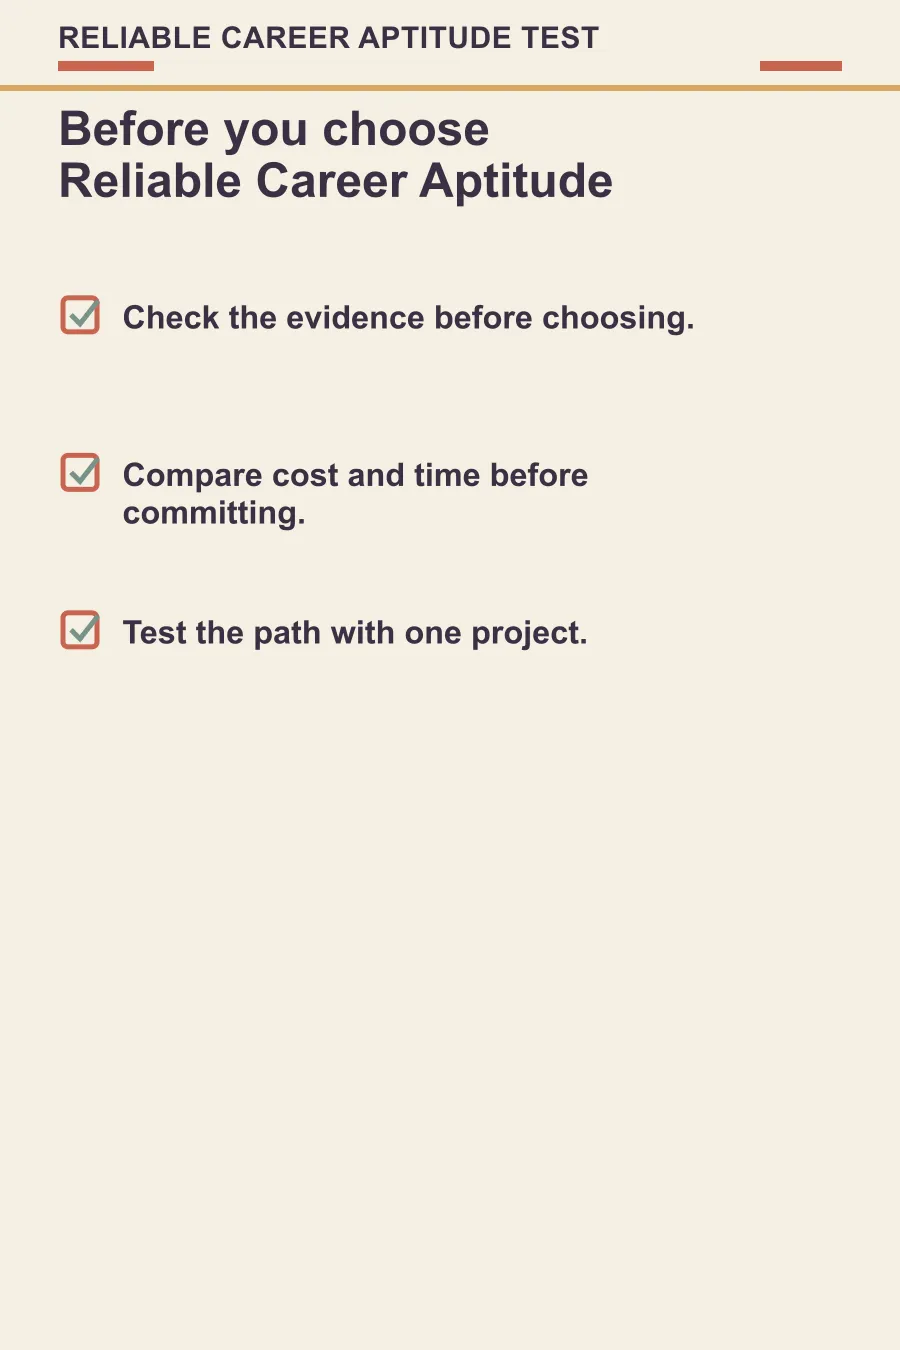 RELIABLE CAREER APTITUDE TEST
Before you choose
Reliable Career Aptitude
Check the evidence before choosing.
Compare cost and time before
committing.
Test the path with one project.